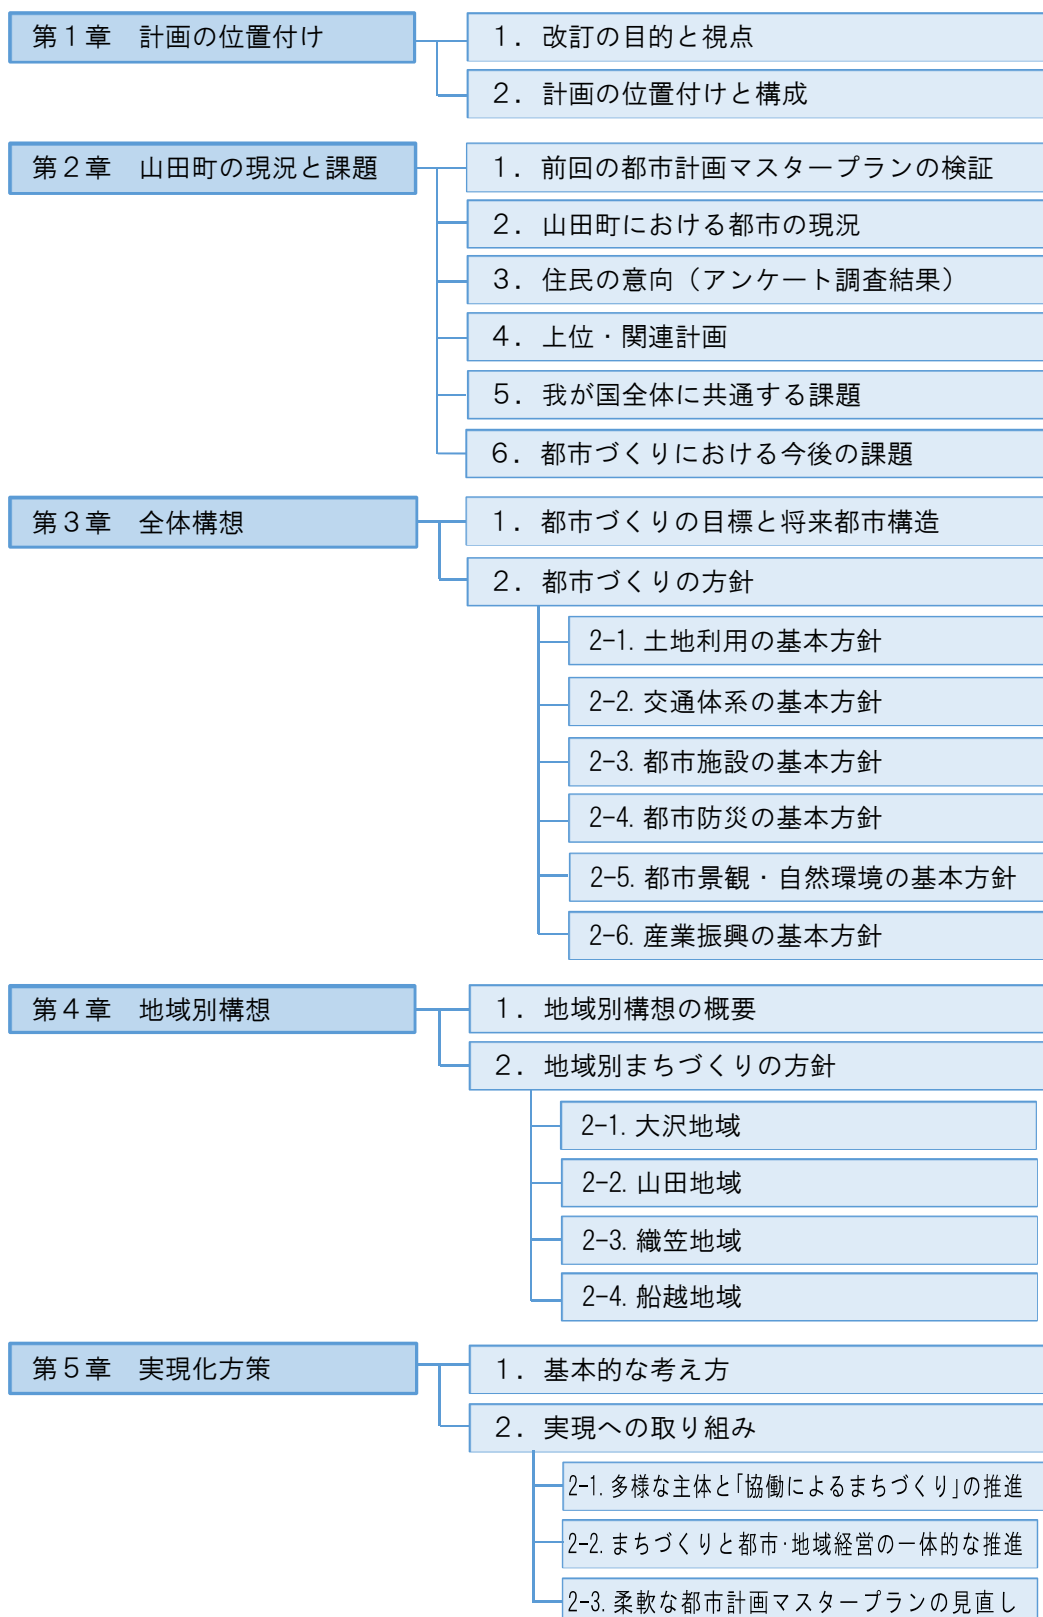 第１章　計画の位置付け
１．改訂の目的と視点
２．計画の位置付けと構成
第２章　山田町の現況と課題
１．前回の都市計画マスタープランの検証
２．山田町における都市の現況
３．住民の意向（アンケート調査結果）
４．上位・関連計画
５．我が国全体に共通する課題
６．都市づくりにおける今後の課題
第３章　全体構想
１．都市づくりの目標と将来都市構造
２．都市づくりの方針
2-1. 土地利用の基本方針
2-2. 交通体系の基本方針
2-3. 都市施設の基本方針
2-4. 都市防災の基本方針
2-5. 都市景観・自然環境の基本方針
2-6. 産業振興の基本方針
第４章　地域別構想
１．地域別構想の概要
２．地域別まちづくりの方針
2-1. 大沢地域
2-2. 山田地域
2-3. 織笠地域
2-4. 船越地域
第５章　実現化方策
１．基本的な考え方
２．実現への取り組み
2-1. 多様な主体と「協働によるまちづくり」の推進
2-2. まちづくりと都市・地域経営の一体的な推進
2-3. 柔軟な都市計画マスタープランの見直し